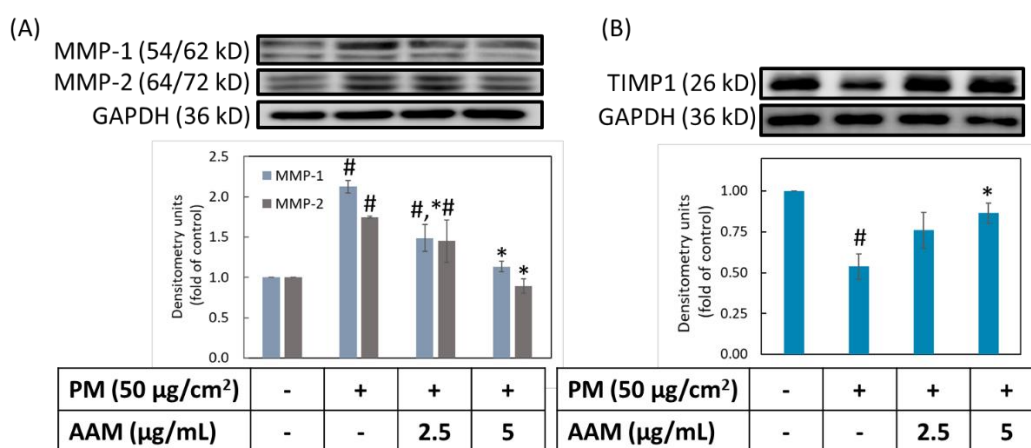 (A)
MMP-1 (54/62 kD)
MMP-2 (64/72 kD)
GAPDH (36 kD)
Densitometry units
(fold of control)
2.5
2.0
1.5
1.0
0.5
0.0
MMP-1
MMP-2
#
#
#,*#
*
*
PM (50 µg/cm²) - + + +
AAM (µg/mL) - - 2.5 5
(B)
TIMP1 (26 kD)
GAPDH (36 kD)
Densitometry units
(fold of control)
1.00
0.75
0.50
0.25
0.00
#
*
PM (50 µg/cm²) - + + +
AAM (µg/mL) - - 2.5 5